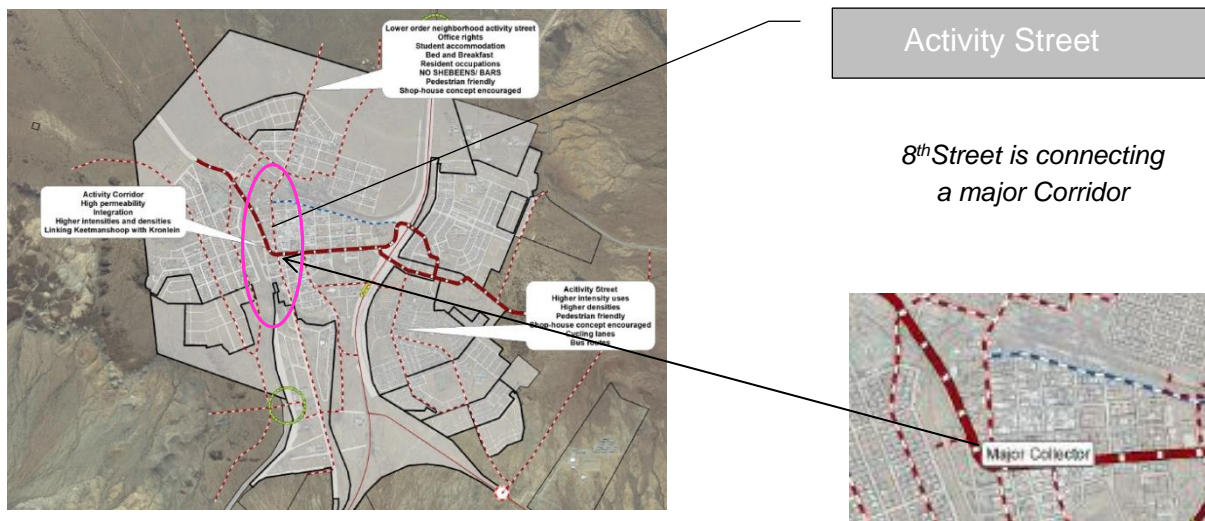 Lower order neighborhood activity street
Office rights
Student accommodation
Bed and Breakfast
Resident occupations
NO SHEBEENS/ BARS
Pedestrian friendly
Shop-house concept encouraged
Activity Corridor
High permeability
Integration
Higher intensities and densities
Linking Keetmanshoop with Kronlein
Acitivity Street
Higher intensity uses
Higher densities
Pedestrian friendly
Shop-house concept encouraged
Cycling lanes
Bus routes
Activity Street
8thStreet is connecting
a major Corridor
Major Collector